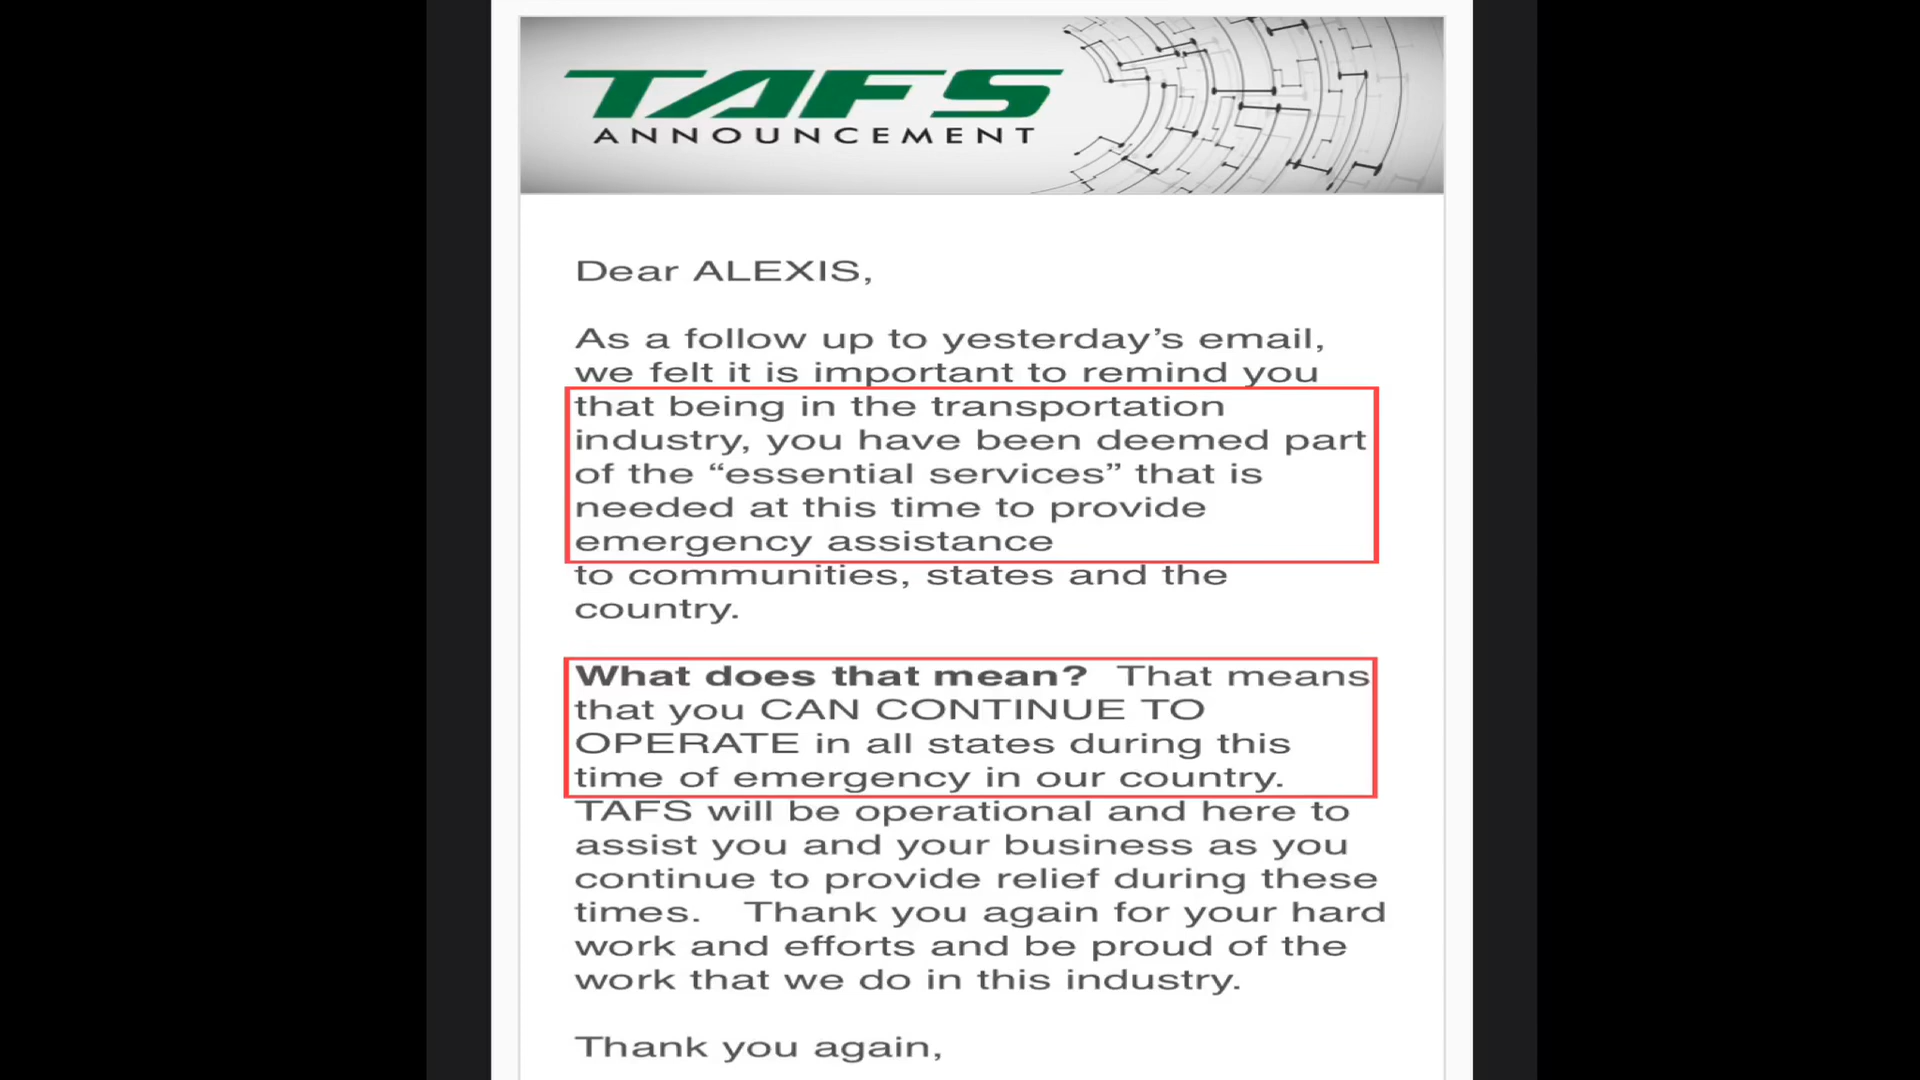 TAFS
ANNOUNCEMENT
Dear ALEXIS,
As a follow up to yesterday’s email,
we felt it is important to remind you
that being in the transportation
industry, you have been deemed part
of the “essential services” that is
needed at this time to provide
emergency assistance
to communities, states and the
country.
What does that mean?  That means
that you CAN CONTINUE TO
OPERATE in all states during this
time of emergency in our country.
TAFS will be operational and here to
assist you and your business as you
continue to provide relief during these
times.   Thank you again for your hard
work and efforts and be proud of the
work that we do in this industry.
Thank you again,